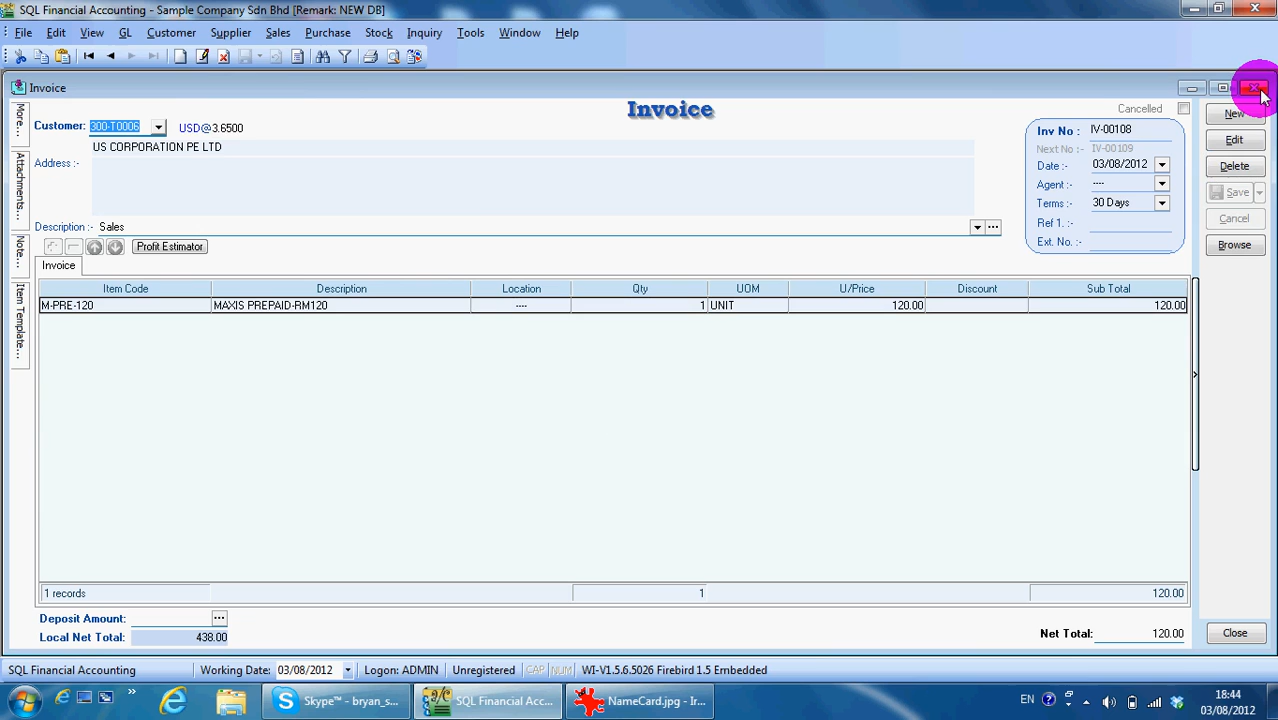 SQL Financial Accounting - Sample Company Sdn Bhd [Remark: NEW DB]
File Edit View GL Customer Supplier Sales Purchase Stock Inquiry Tools Window Help
Invoice
Invoice
Cancelled
More...
Attachments...
Note...
Item Template...
Customer: 300-T0006 USD@3.6500
US CORPORATION PE LTD
Address :-
Description :- Sales
Inv No : IV-00108
Next No :- IV-00109
Date :- 03/08/2012
Agent :- ----
Terms :- 30 Days
Ref 1. :-
Ext. No. :-
New
Edit
Delete
Save
Cancel
Browse
Profit Estimator
Invoice
Item Code Description Location Qty UOM U/Price Discount Sub Total
M-PRE-120 MAXIS PREPAID-RM120 ---- 1 UNIT 120.00 120.00
1 records 1 120.00
Deposit Amount:
Local Net Total: 438.00
Net Total: 120.00
Close
SQL Financial Accounting Working Date: 03/08/2012 Logon: ADMIN Unregistered CAP NUM WI-V1.5.6.5026 Firebird 1.5 Embedded
Skype™ - bryan_s... SQL Financial Acc... NameCard.jpg - Ir... EN 18:44
03/08/2012